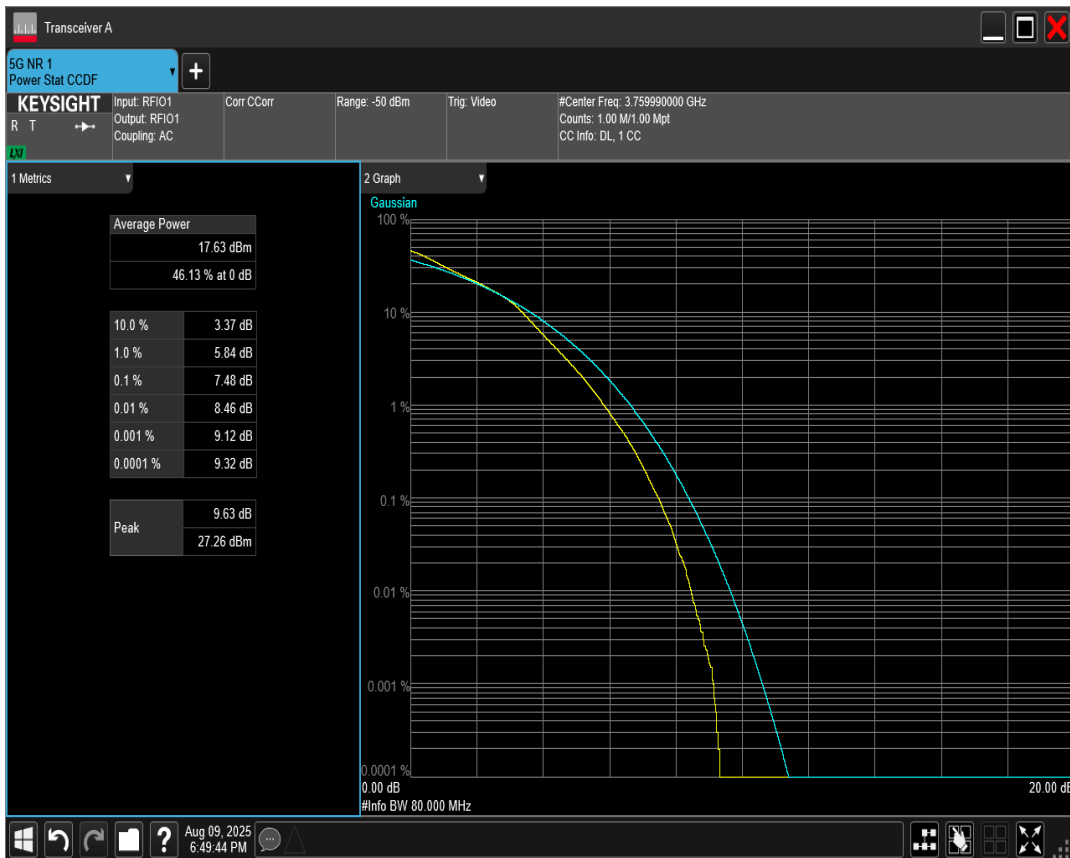 Transceiver A
5G NR 1
Power Stat CCDF
KEYSIGHT
R T
LXI
Input: RFIO1
Output: RFIO1
Coupling: AC
Corr CCorr
Range: -50 dBm
Trig: Video
#Center Freq: 3.759990000 GHz
Counts: 1.00 M/1.00 Mpt
CC Info: DL, 1 CC
1 Metrics
Average Power
17.63 dBm
46.13 % at 0 dB
10.0 % 3.37 dB
1.0 % 5.84 dB
0.1 % 7.48 dB
0.01 % 8.46 dB
0.001 % 9.12 dB
0.0001 % 9.32 dB
Peak
9.63 dB
27.26 dBm
2 Graph
Gaussian
100 %
10 %
1 %
0.1 %
0.01 %
0.001 %
0.0001 %
0.00 dB 20.00 dB
#Info BW 80.000 MHz
?
Aug 09, 2025
6:49:44 PM